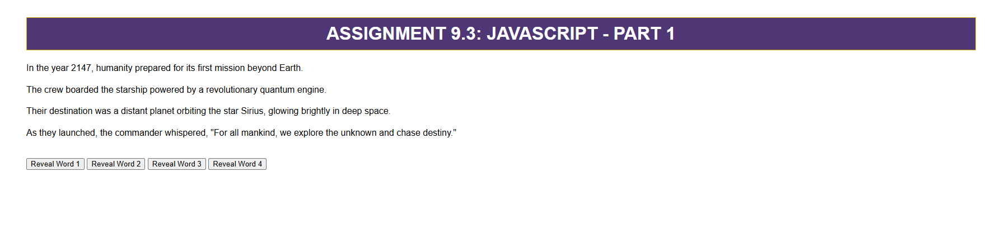 ASSIGNMENT 9.3: JAVASCRIPT - PART 1
In the year 2147, humanity prepared for its first mission beyond Earth.
The crew boarded the starship powered by a revolutionary quantum engine.
Their destination was a distant planet orbiting the star Sirius, glowing brightly in deep space.
As they launched, the commander whispered, "For all mankind, we explore the unknown and chase destiny."
Reveal Word 1 Reveal Word 2 Reveal Word 3 Reveal Word 4